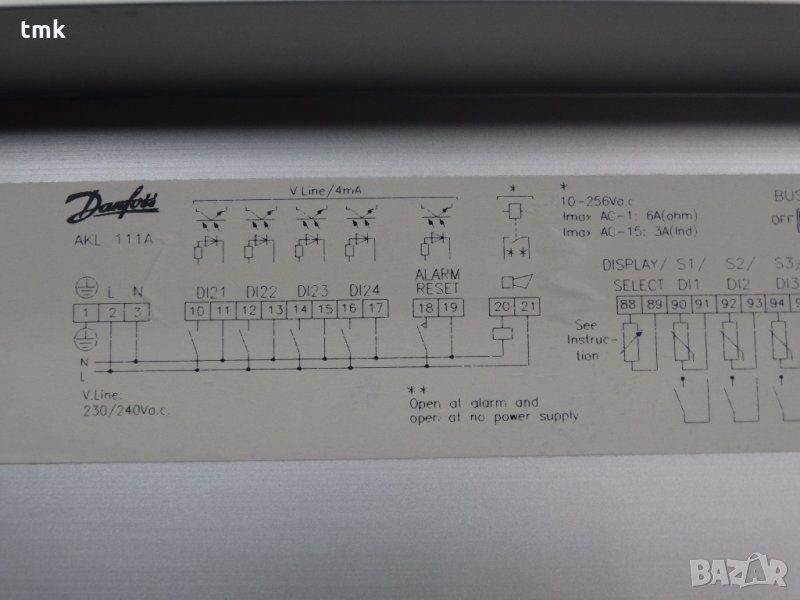 tmk
Danfoss
AKL 111A
V.Line/4mA
*
*
10-256Va.c
Imax AC-1: 6A(ohm)
Imax AC-15: 3A(Ind)
BUS
OFF
**
L N
DI21 DI22 DI23 DI24
ALARM
RESET
DISPLAY/ S1/ S2/ S3/
SELECT DI1 DI2 DI3
1 2 3
10 11 12 13 14 15 16 17
18 19
20 21
88 89 90 91 92 93 94
See
Instruc-
tion
N
L
V.Line:
230/240Va.c.
**
Open at alarm and
open at no power supply
BAZAR